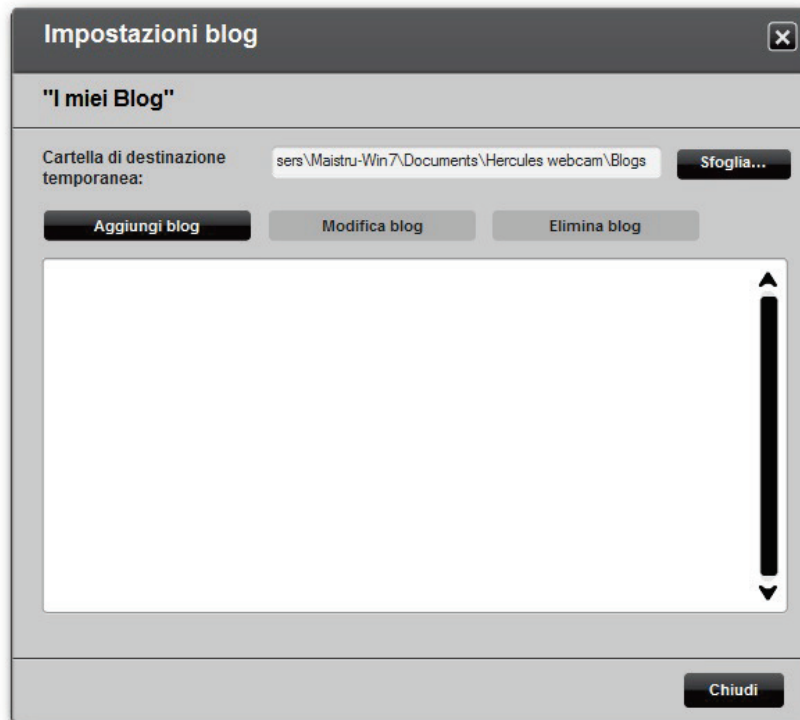 Impostazioni blog
"I miei Blog"
Cartella di destinazione
temporanea:
sers\Maistru-Win7\Documents\Hercules webcam\Blogs
Sfoglia...
Aggiungi blog
Modifica blog
Elimina blog
Chiudi